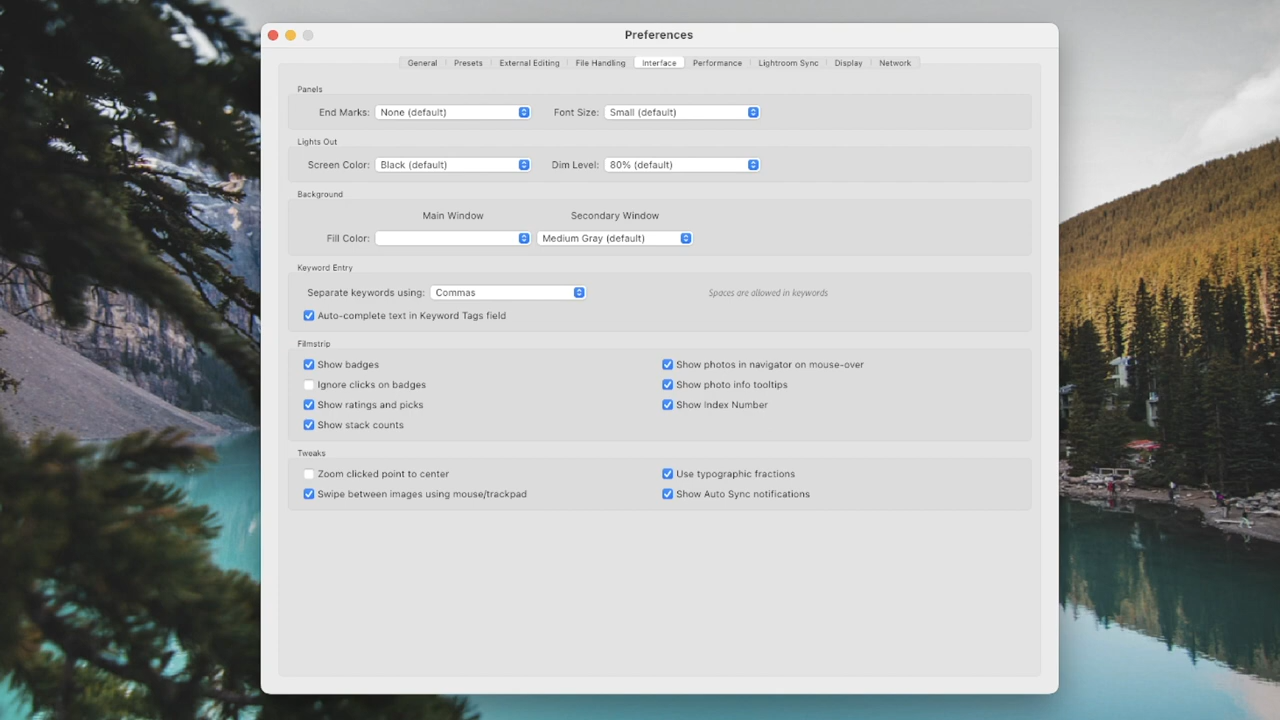 Preferences
General Presets External Editing File Handling Interface Performance Lightroom Sync Display Network
Panels
End Marks: None (default) Font Size: Small (default)
Lights Out
Screen Color: Black (default) Dim Level: 80% (default)
Background
Main Window Secondary Window
Fill Color: Medium Gray (default)
Keyword Entry
Separate keywords using: Commas Spaces are allowed in keywords
Auto-complete text in Keyword Tags field
Filmstrip
Show badges Show photos in navigator on mouse-over
Ignore clicks on badges Show photo info tooltips
Show ratings and picks Show Index Number
Show stack counts
Tweaks
Zoom clicked point to center Use typographic fractions
Swipe between images using mouse/trackpad Show Auto Sync notifications